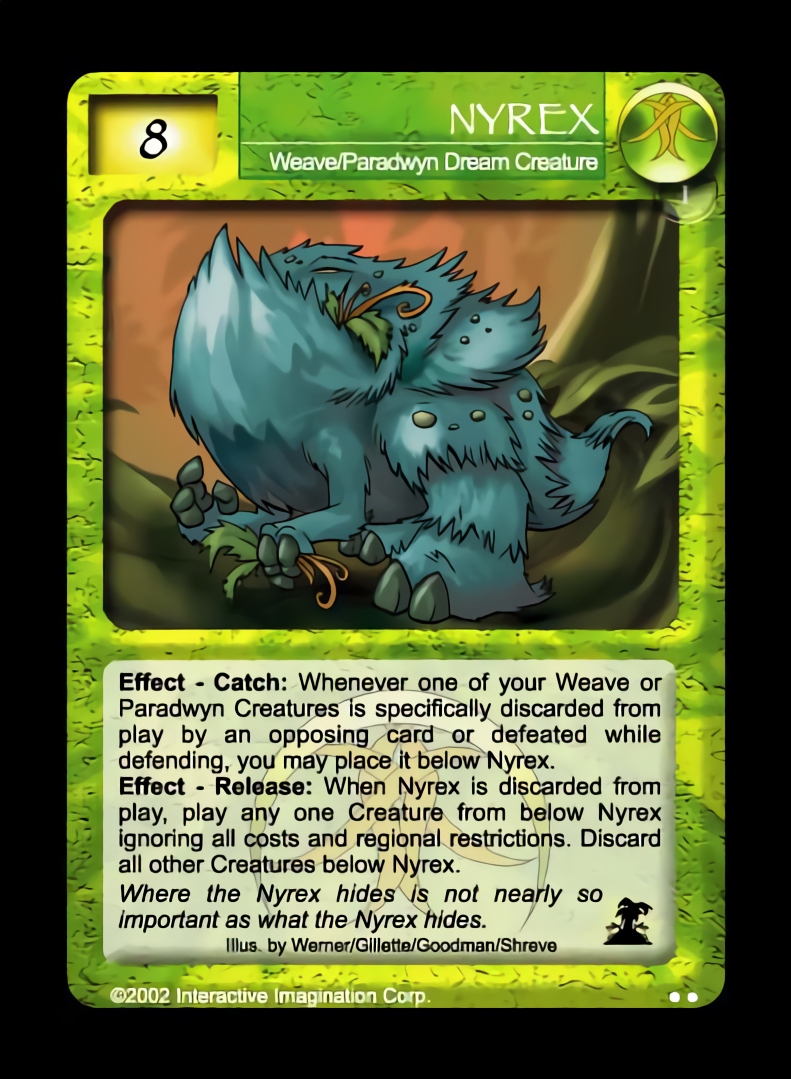 8
NYREX
Weave/Paradwyn Dream Creature
1
Effect - Catch: Whenever one of your Weave or
Paradwyn Creatures is specifically discarded from
play by an opposing card or defeated while
defending, you may place it below Nyrex.
Effect - Release: When Nyrex is discarded from
play, play any one Creature from below Nyrex
ignoring all costs and regional restrictions. Discard
all other Creatures below Nyrex.
Where the Nyrex hides is not nearly so
important as what the Nyrex hides.
Illus. by Werner/Gillette/Goodman/Shreve
©2002 Interactive Imagination Corp.